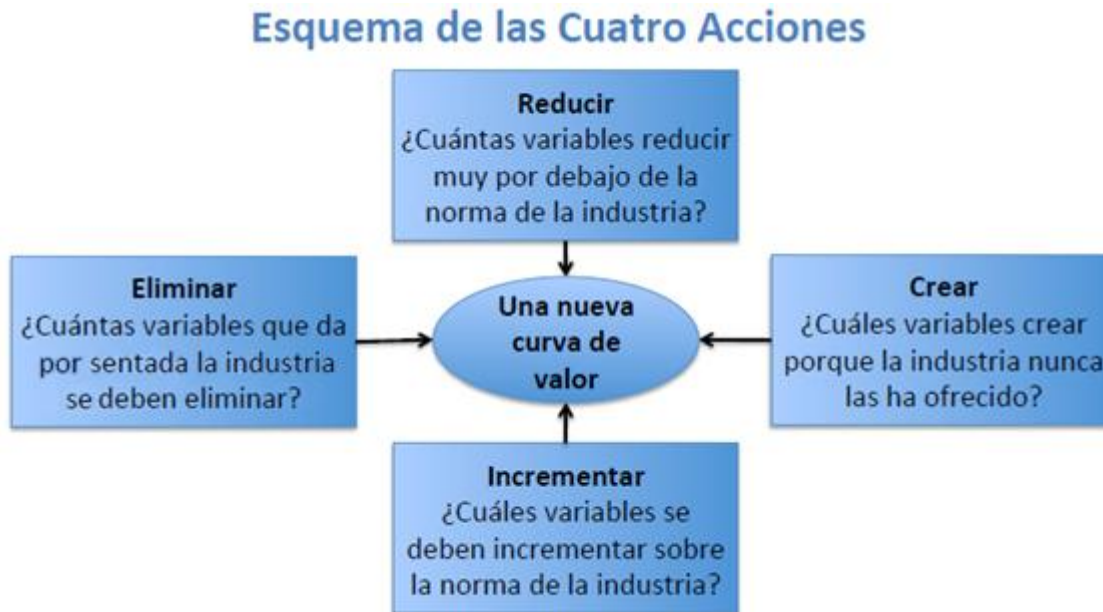 Esquema de las Cuatro Acciones
Reducir
¿Cuántas variables reducir
muy por debajo de la
norma de la industria?
Eliminar
¿Cuántas variables que da
por sentada la industria
se deben eliminar?
Una nueva
curva de
valor
Crear
¿Cuáles variables crear
porque la industria nunca
las ha ofrecido?
Incrementar
¿Cuáles variables se
deben incrementar sobre
la norma de la industria?